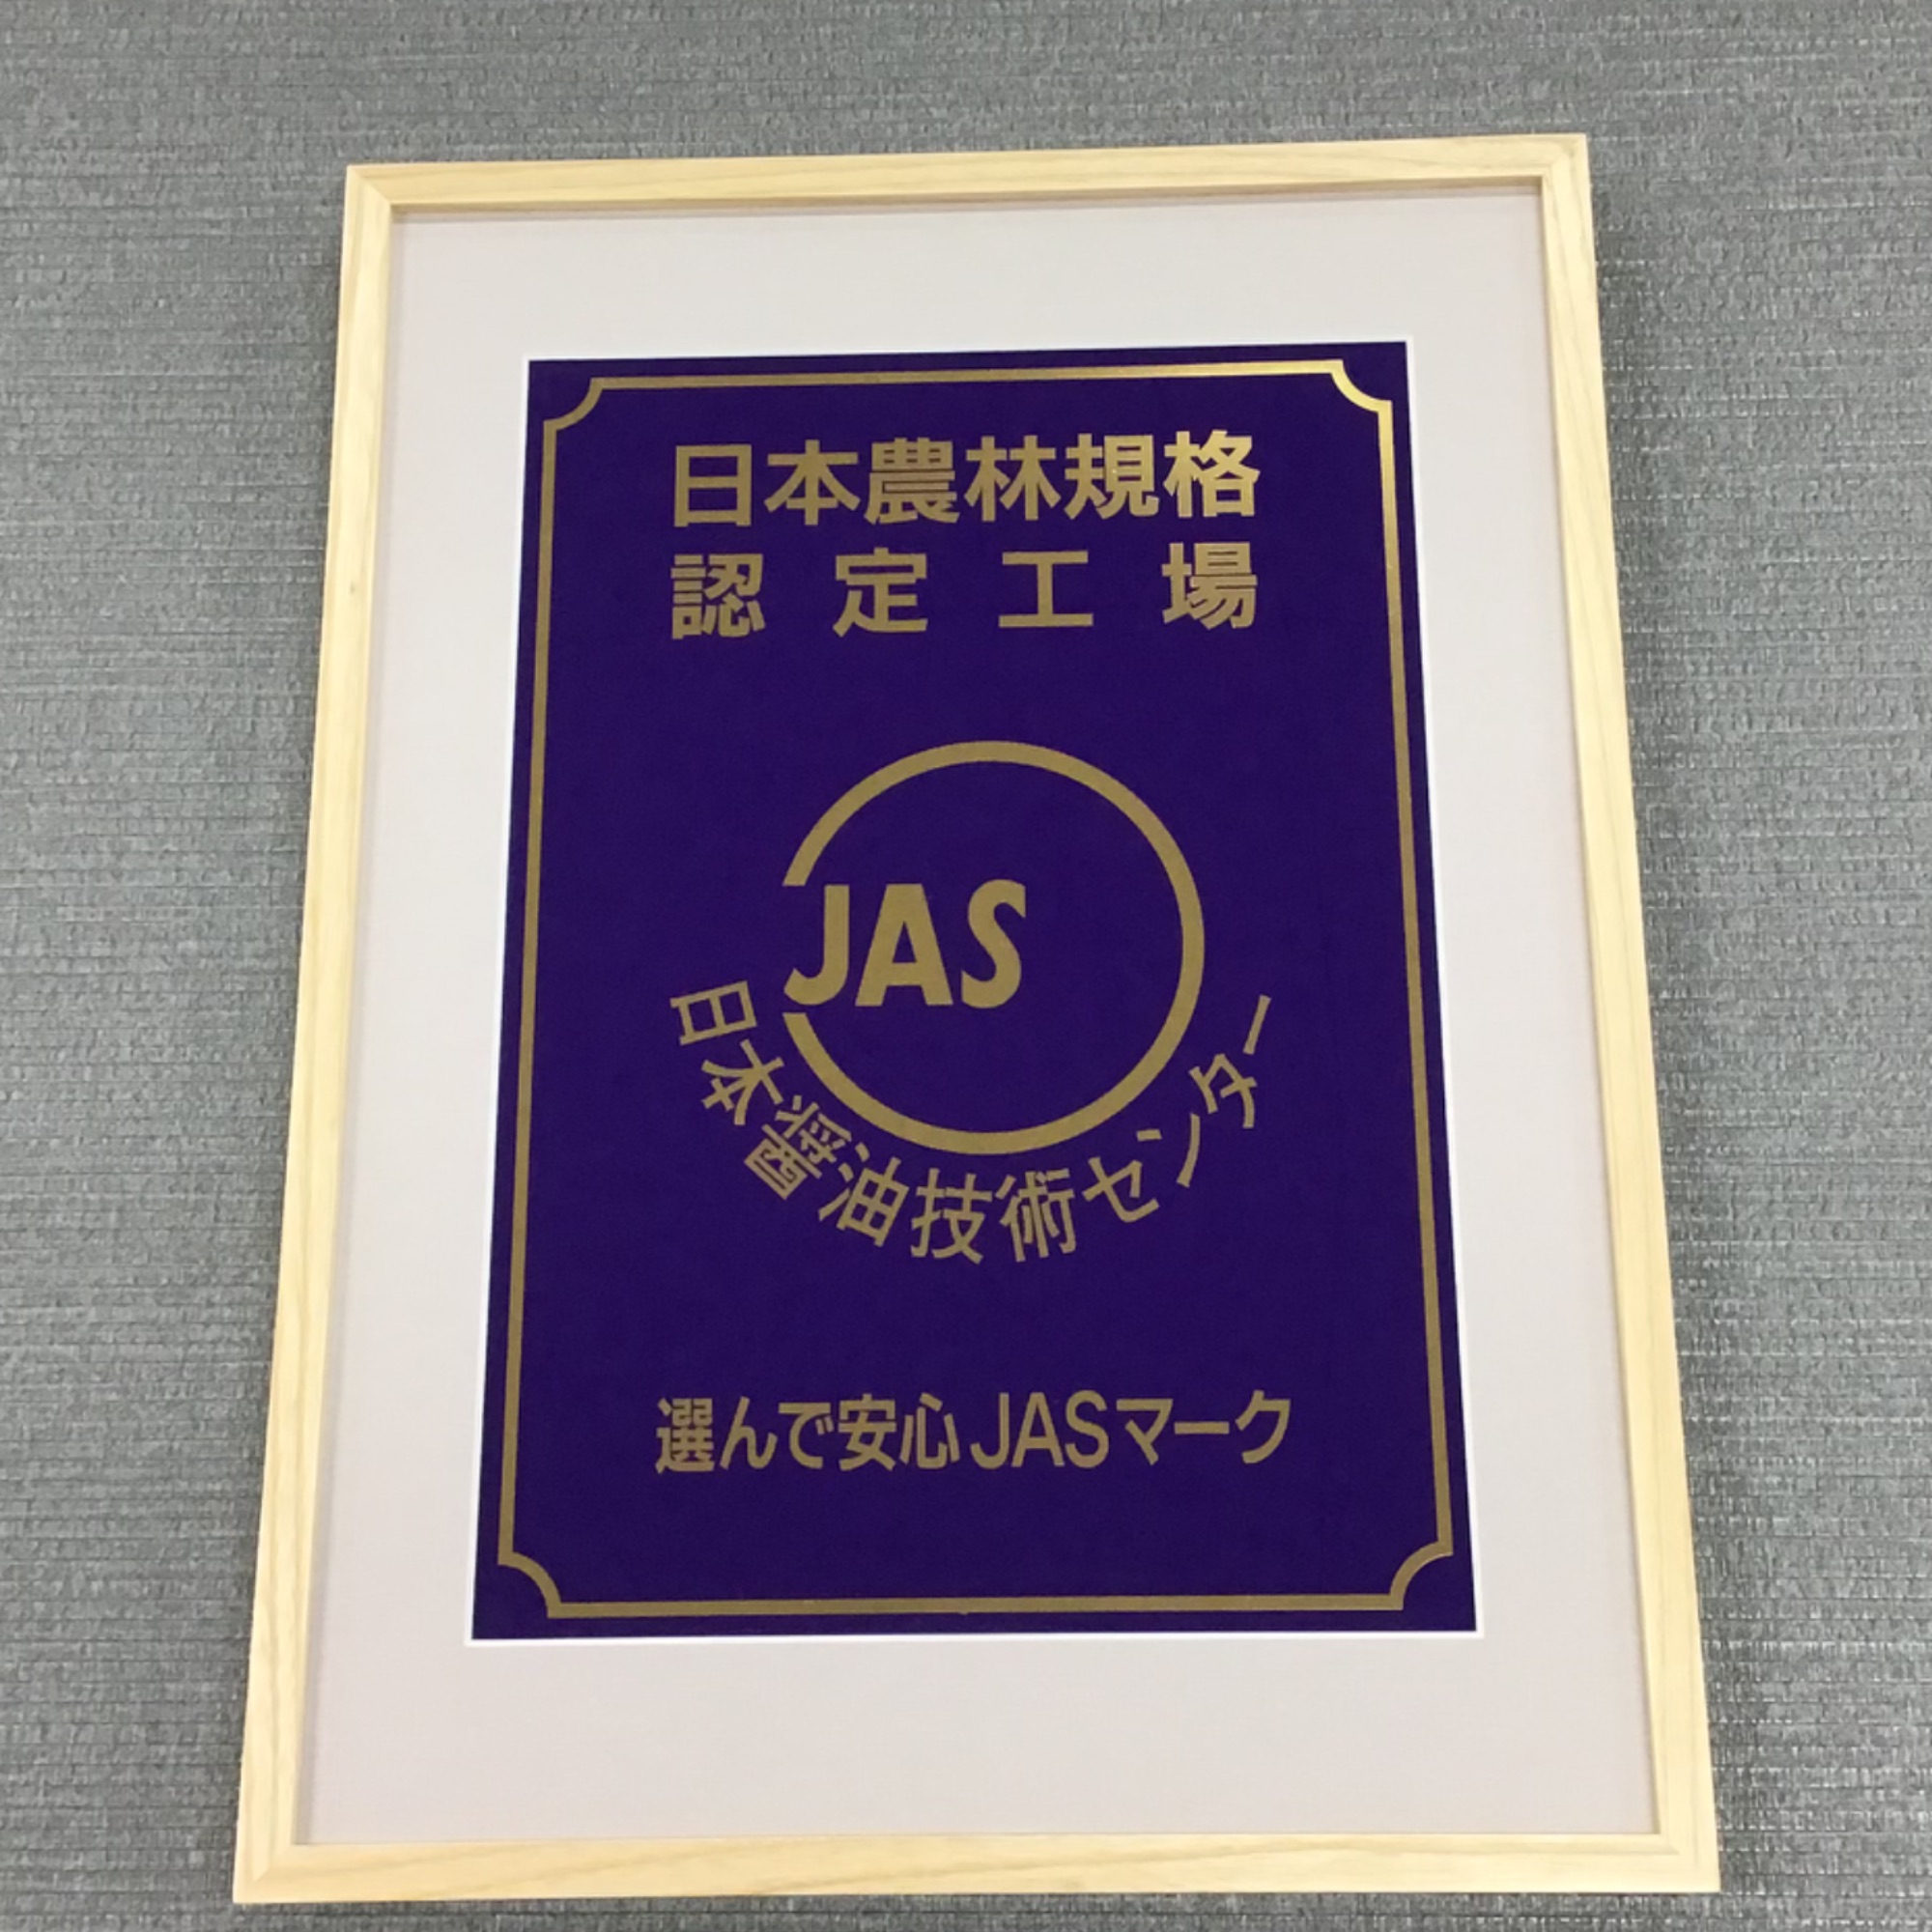 日本農林規格
認定工場
JAS
日本醤油技術センター
選んで安心JASマーク